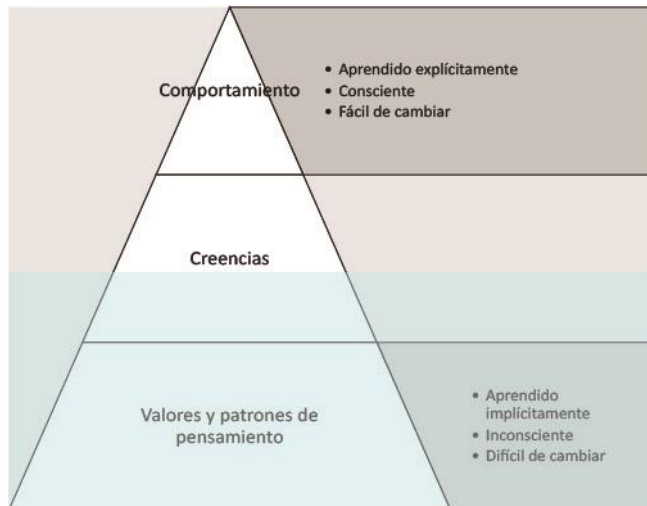 Comportamiento
• Aprendido explícitamente
• Consciente
• Fácil de cambiar
Creencias
Valores y patrones de
pensamiento
• Aprendido
implícitamente
• Inconsciente
• Difícil de cambiar